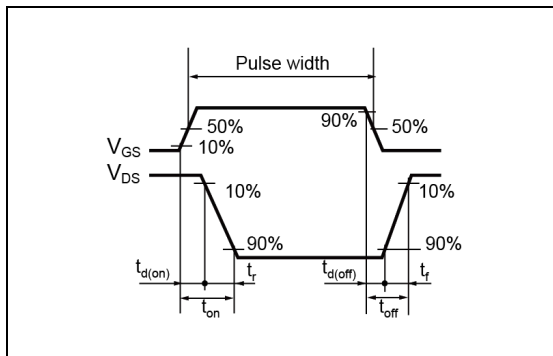 Pulse width
90%
50%
50%
10%
VGS
VDS
10%
10%
90%
90%
td(on)
tr
td(off)
tf
ton
toff